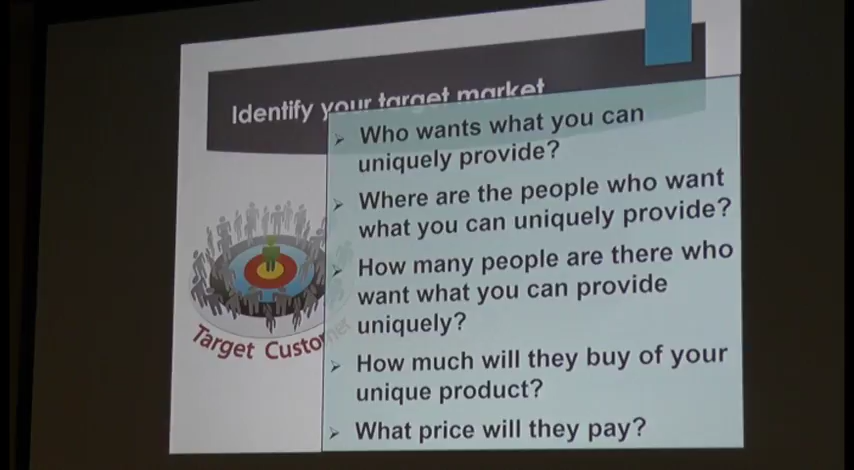 Identify your target market
➢ Who wants what you can
uniquely provide?
➢ Where are the people who want
what you can uniquely provide?
➢ How many people are there who
want what you can provide
uniquely?
➢ How much will they buy of your
unique product?
➢ What price will they pay?
Target Customer